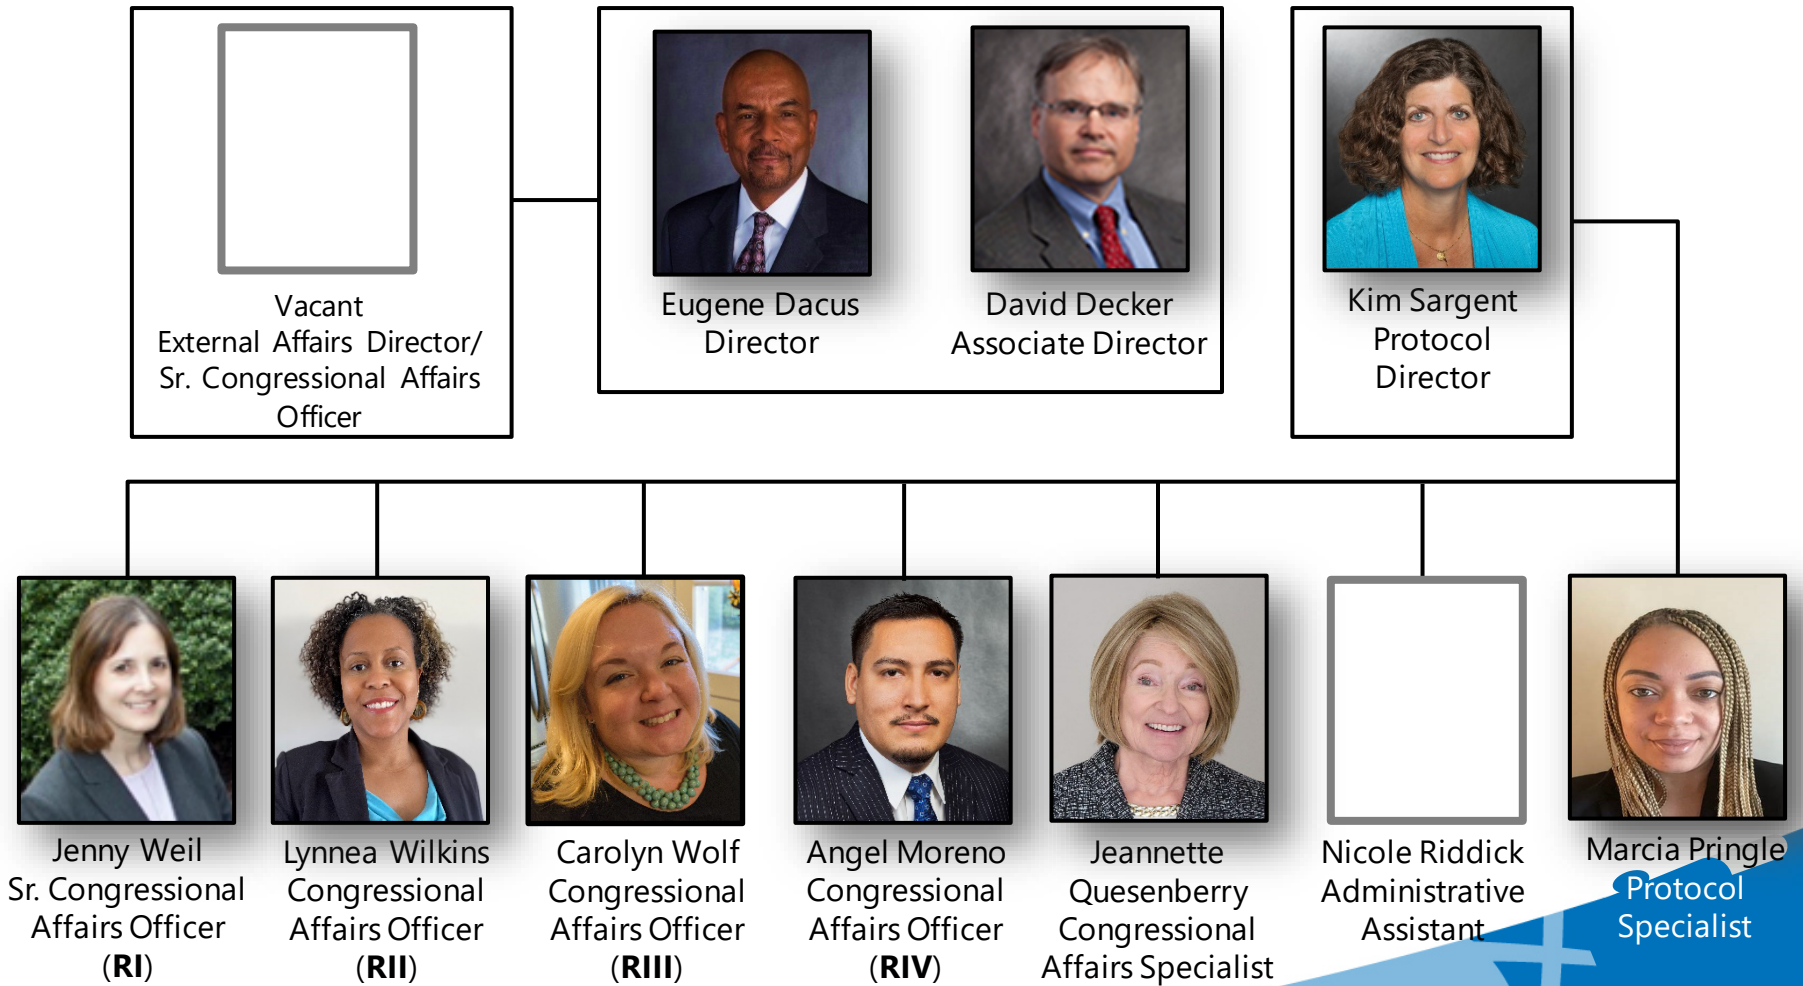 Vacant
External Affairs Director/
Sr. Congressional Affairs
Officer
Eugene Dacus
Director
David Decker
Associate Director
Kim Sargent
Protocol
Director
Jenny Weil
Sr. Congressional
Affairs Officer
(RI)
Lynnea Wilkins
Congressional
Affairs Officer
(RII)
Carolyn Wolf
Congressional
Affairs Officer
(RIII)
Angel Moreno
Congressional
Affairs Officer
(RIV)
Jeannette
Quesenberry
Congressional
Affairs Specialist
Nicole Riddick
Administrative
Assistant
Marcia Pringle
Protocol
Specialist